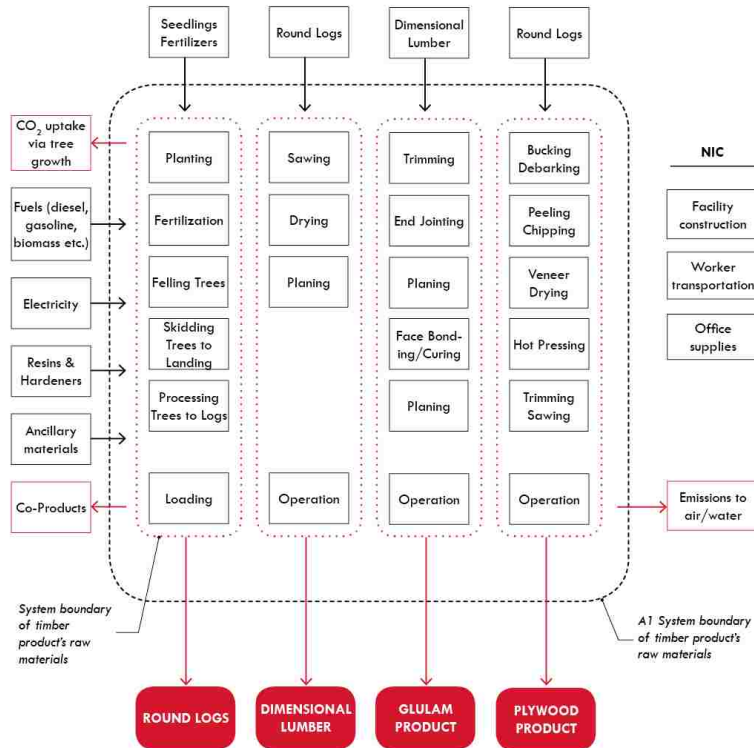 Seedlings
Fertilizers
Round Logs
Dimensional
Lumber
Round Logs
CO₂ uptake
via tree
growth
Fuels (diesel,
gasoline,
biomass etc.)
Electricity
Resins &
Hardeners
Ancillary
materials
Co-Products
Planting
Fertilization
Felling Trees
Skidding
Trees to
Landing
Processing
Trees to Logs
Loading
Sawing
Drying
Planing
Operation
Trimming
End Jointing
Planing
Face Bond-
ing/Curing
Planing
Operation
Bucking
Debarking
Peeling
Chipping
Veneer
Drying
Hot Pressing
Trimming
Sawing
Operation
NIC
Facility
construction
Worker
transportation
Office
supplies
Emissions to
air/water
System boundary
of timber
product's raw
materials
A1 System boundary
of timber product's
raw materials
ROUND LOGS
DIMENSIONAL
LUMBER
GLULAM
PRODUCT
PLYWOOD
PRODUCT